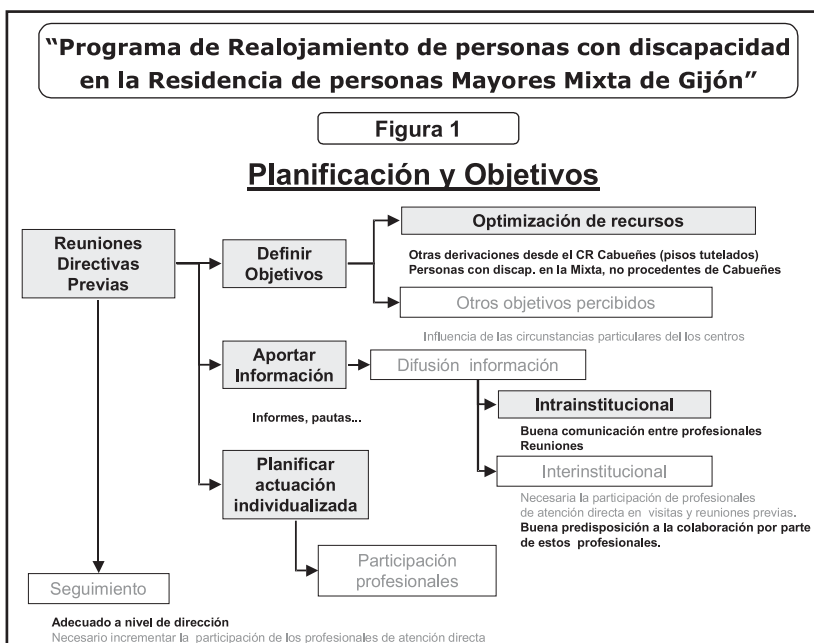 “Programa de Realojamiento de personas con discapacidad
en la Residencia de personas Mayores Mixta de Gijón”
Figura 1
Planificación y Objetivos
Reuniones
Directivas
Previas
Definir
Objetivos
Optimización de recursos
Otras derivaciones desde el CR Cabueñes (pisos tutelados)
Personas con discap. en la Mixta, no procedentes de Cabueñes
Otros objetivos percibidos
Influencia de las circunstancias particulares del los centros
Aportar
Información
Difusión información
Informes, pautas...
Intrainstitucional
Buena comunicación entre profesionales
Reuniones
Interinstitucional
Necesaria la participación de profesionales
de atención directa en visitas y reuniones previas.
Buena predisposición a la colaboración por parte
de estos profesionales.
Planificar
actuación
individualizada
Participación
profesionales
Seguimiento
Adecuado a nivel de dirección
Necesario incrementar la participación de los profesionales de atención directa